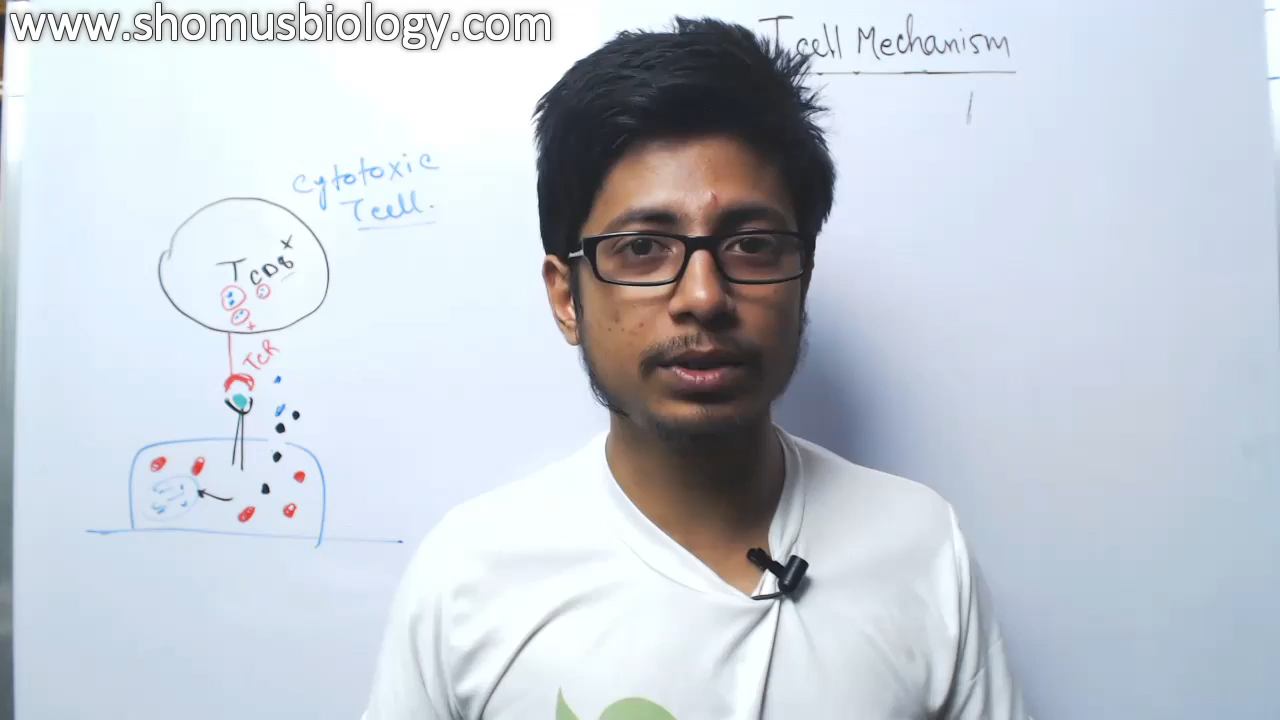 www.shomusbiology.com
T cell Mechanism
Cytotoxic
T cell.
T CD8+
TCR